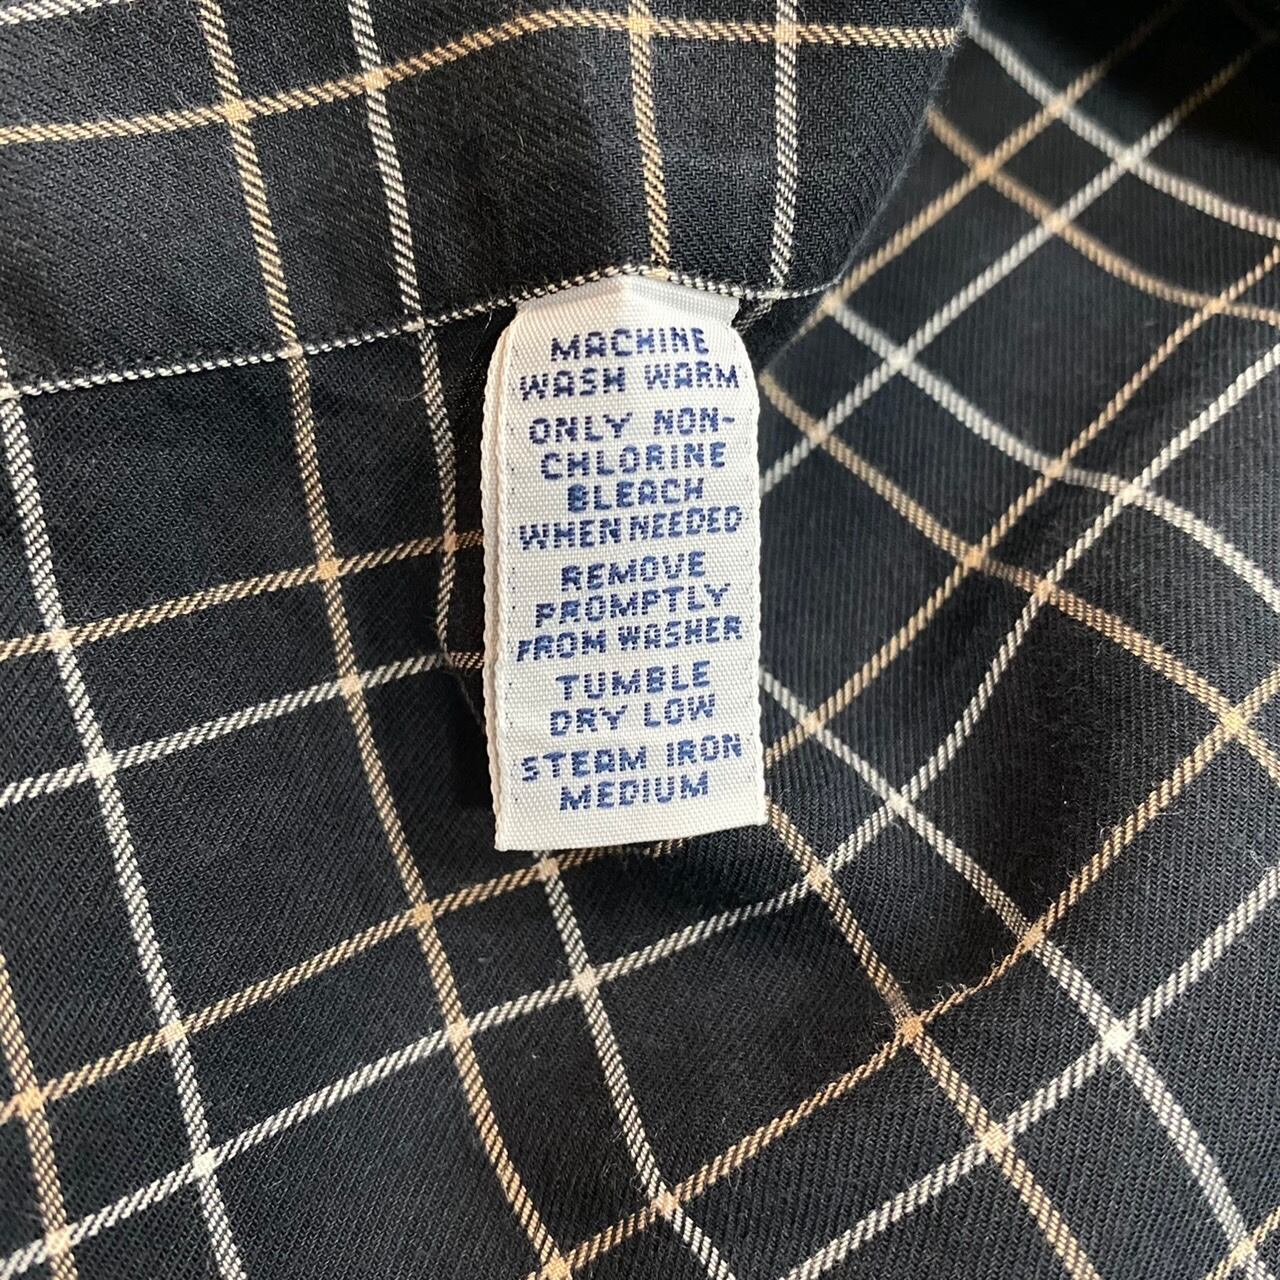 MACHINE
WASH WARM
ONLY NON-
CHLORINE
BLEACH
WHEN NEEDED
REMOVE
PROMPTLY
FROM WASHER
TUMBLE
DRY LOW
STEAM IRON
MEDIUM